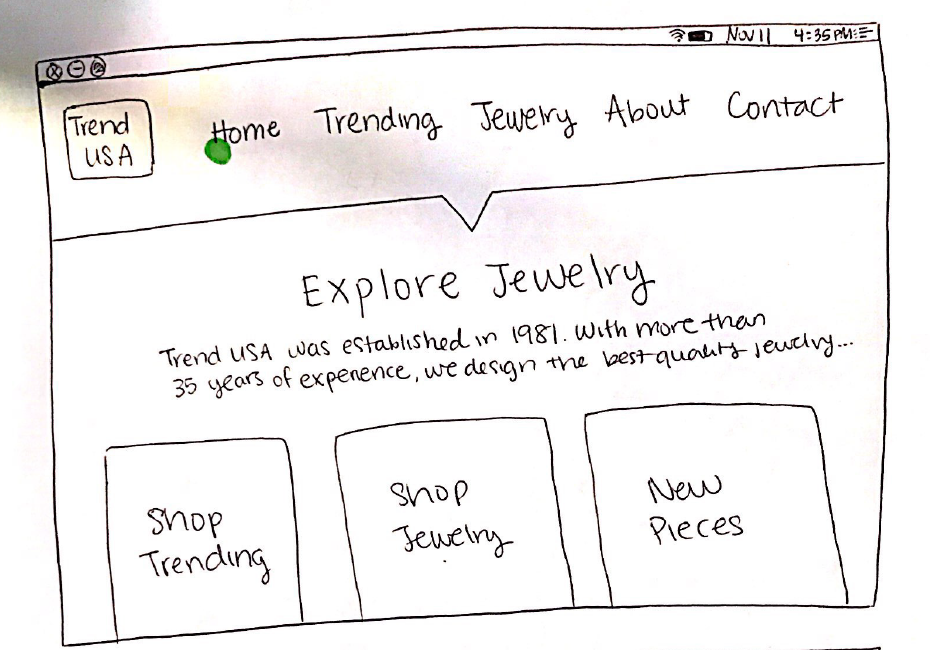 Nov 11 4:35 PM
Trend
USA
Home Trending Jewelry About Contact
Explore Jewelry
Trend USA was established in 1981. With more than
35 years of experience, we design the best quality jewelry...
Shop
Trending
Shop
Jewelry
New
Pieces